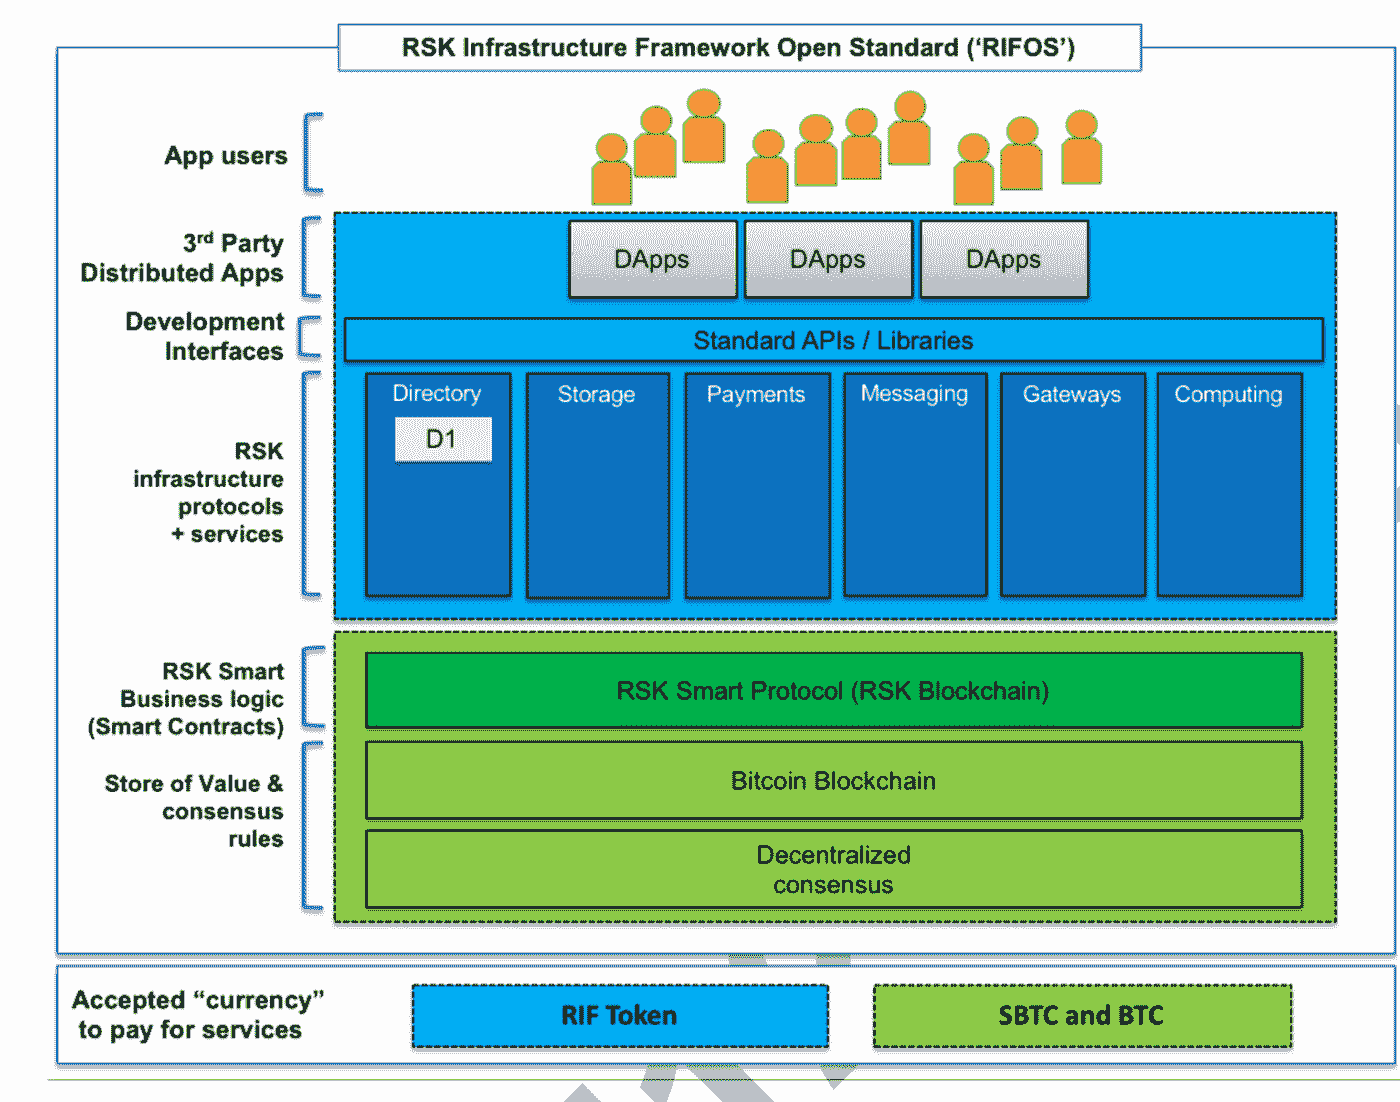 RSK Infrastructure Framework Open Standard (‘RIFOS’)
App users
3rd Party
Distributed Apps
DApps
DApps
DApps
Development
Interfaces
Standard APIs / Libraries
RSK
infrastructure
protocols
+ services
Directory
D1
Storage
Payments
Messaging
Gateways
Computing
RSK Smart
Business logic
(Smart Contracts)
RSK Smart Protocol (RSK Blockchain)
Store of Value &
consensus
rules
Bitcoin Blockchain
Decentralized
consensus
Accepted “currency”
to pay for services
RIF Token
SBTC and BTC